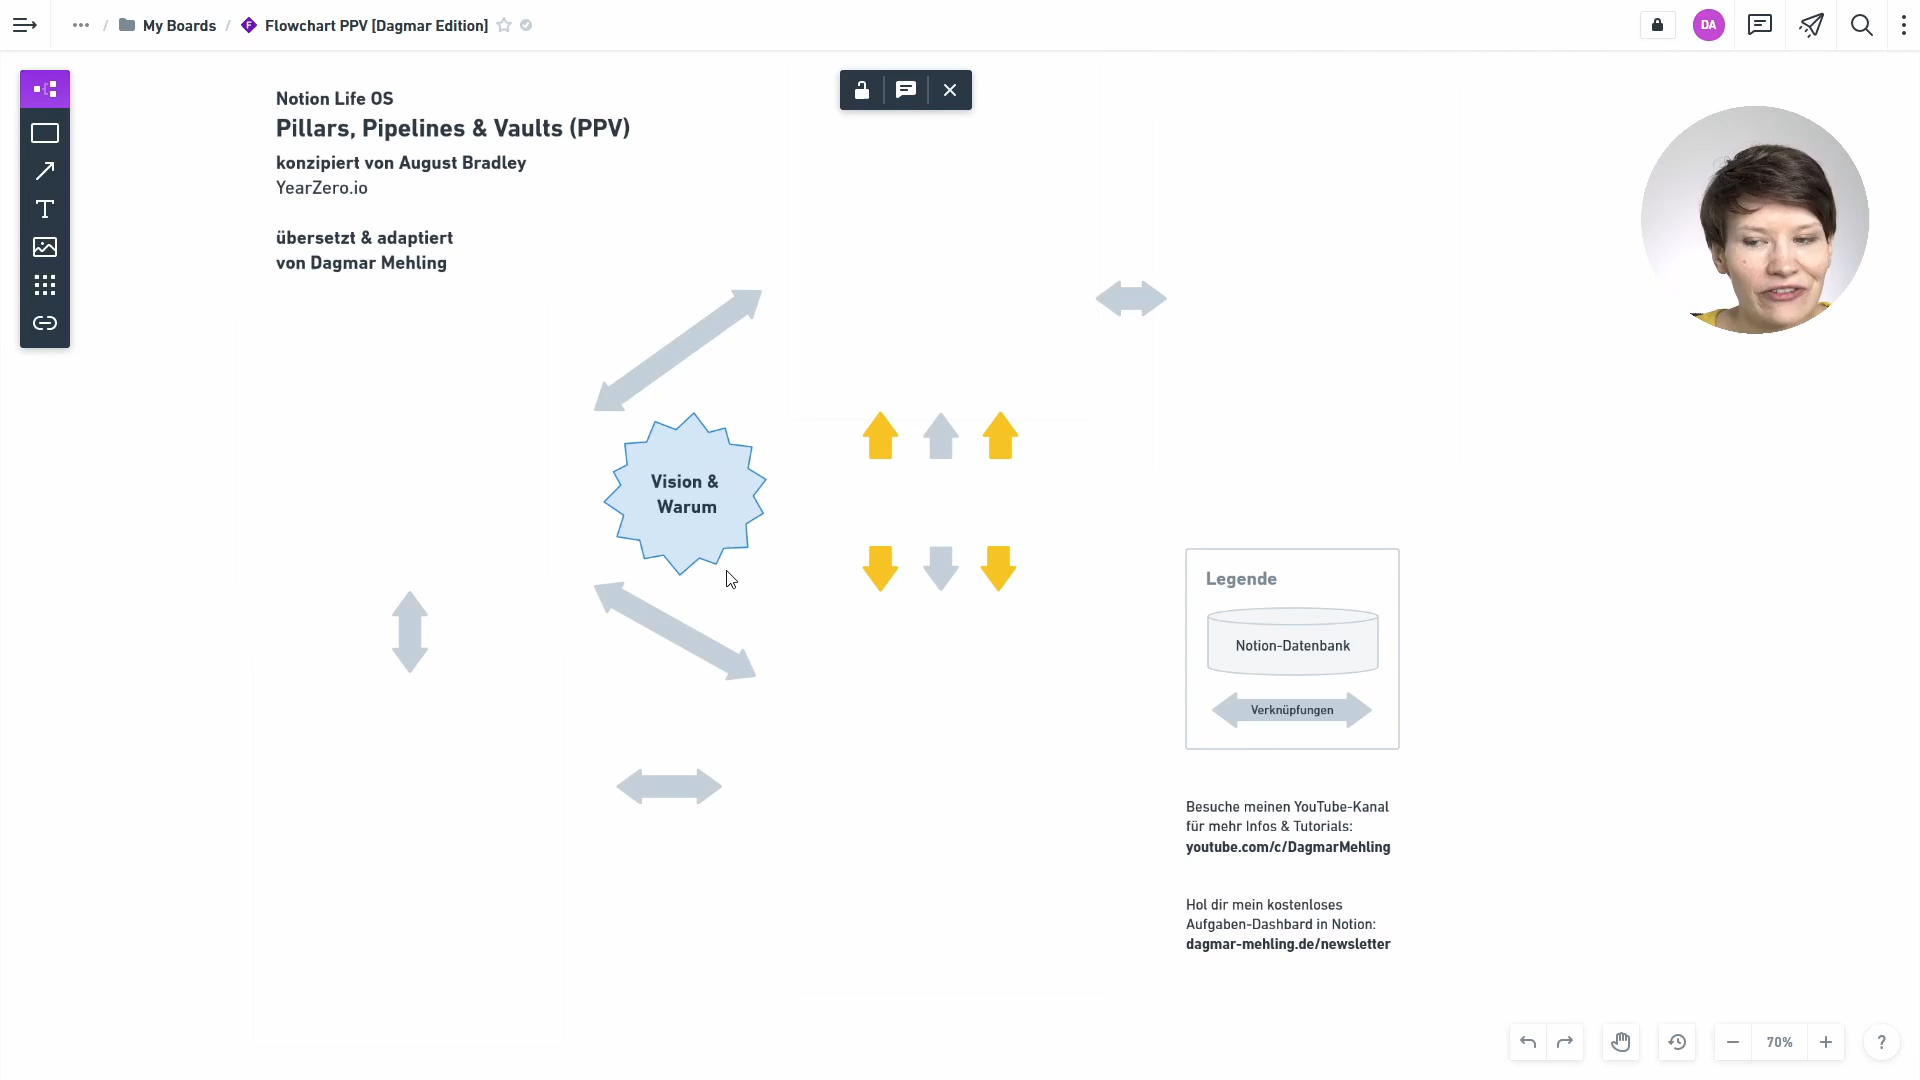 My Boards / Flowchart PPV [Dagmar Edition]
DA
Notion Life OS
Pillars, Pipelines & Vaults (PPV)
konzipiert von August Bradley
YearZero.io
übersetzt & adaptiert
von Dagmar Mehling
Vision &
Warum
Legende
Notion-Datenbank
Verknüpfungen
Besuche meinen YouTube-Kanal
für mehr Infos & Tutorials:
youtube.com/c/DagmarMehling
Hol dir mein kostenloses
Aufgaben-Dashbard in Notion:
dagmar-mehling.de/newsletter
70%
?